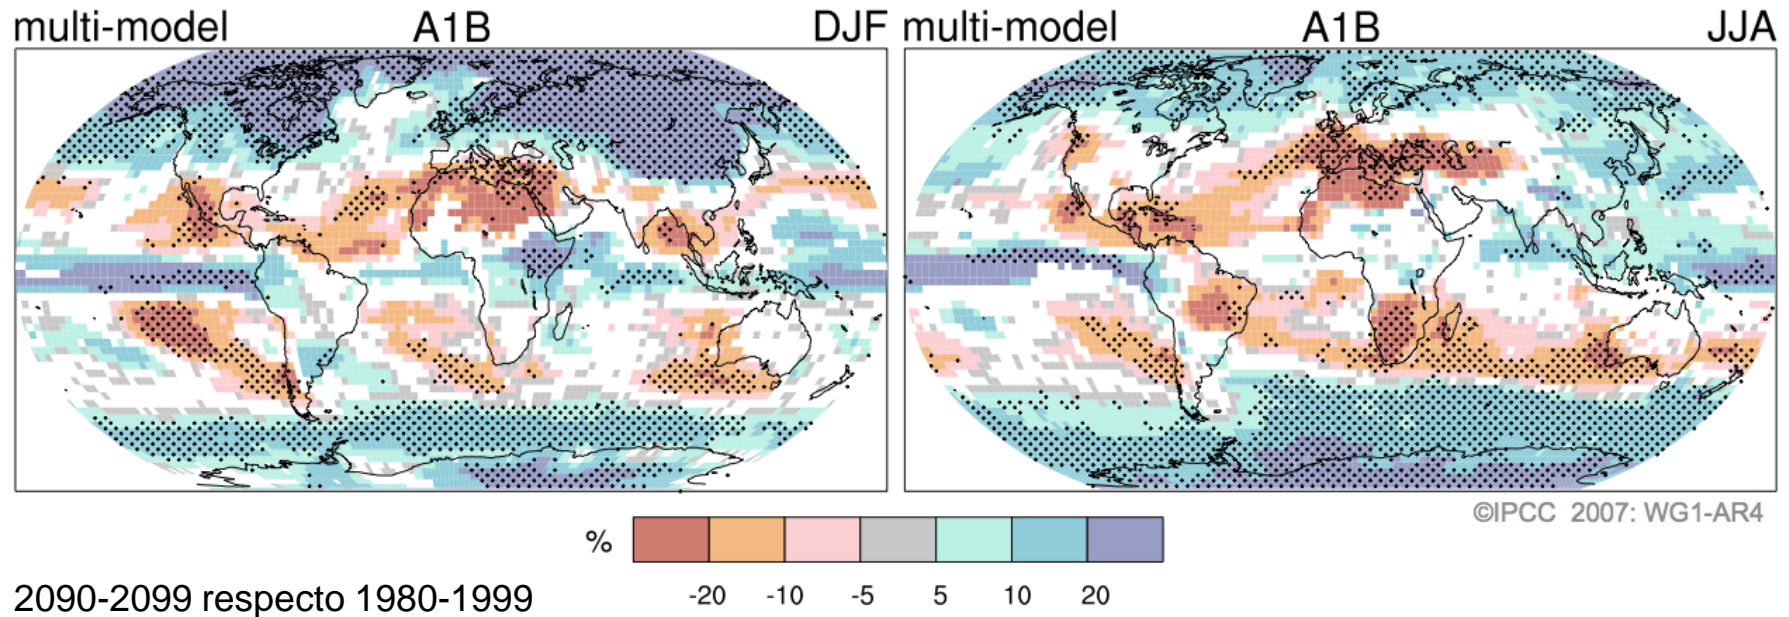 multi-model A1B DJF
multi-model A1B JJA
©IPCC 2007: WG1-AR4
%
-20 -10 -5 5 10 20
2090-2099 respecto 1980-1999